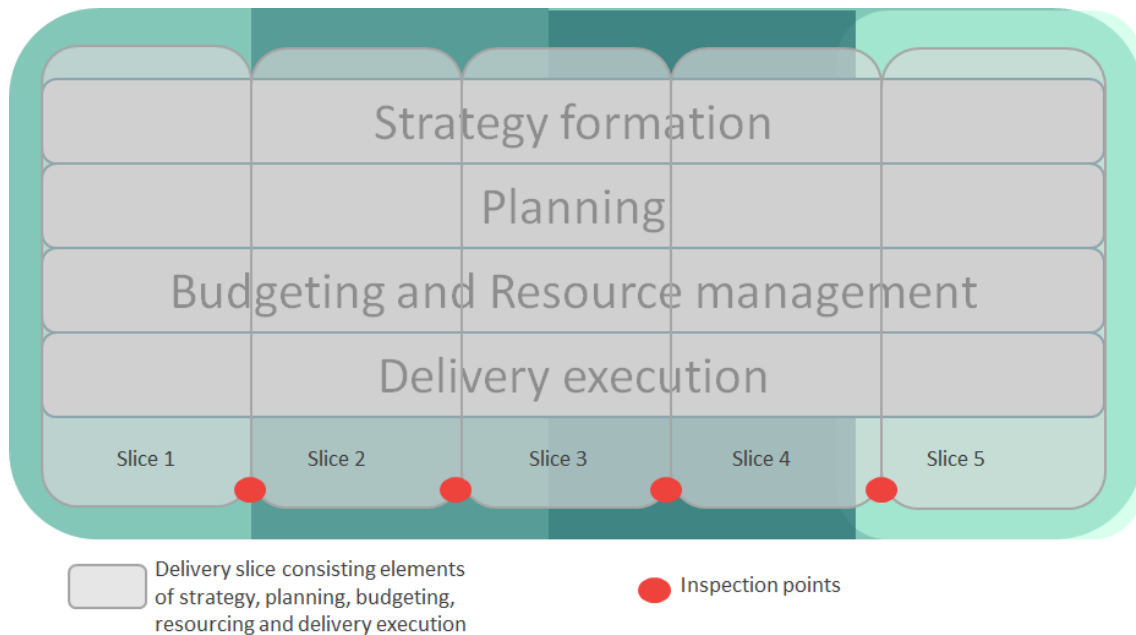 Strategy formation
Planning
Budgeting and Resource management
Delivery execution
Slice 1
Slice 2
Slice 3
Slice 4
Slice 5
Delivery slice consisting elements
of strategy, planning, budgeting,
resourcing and delivery execution
Inspection points